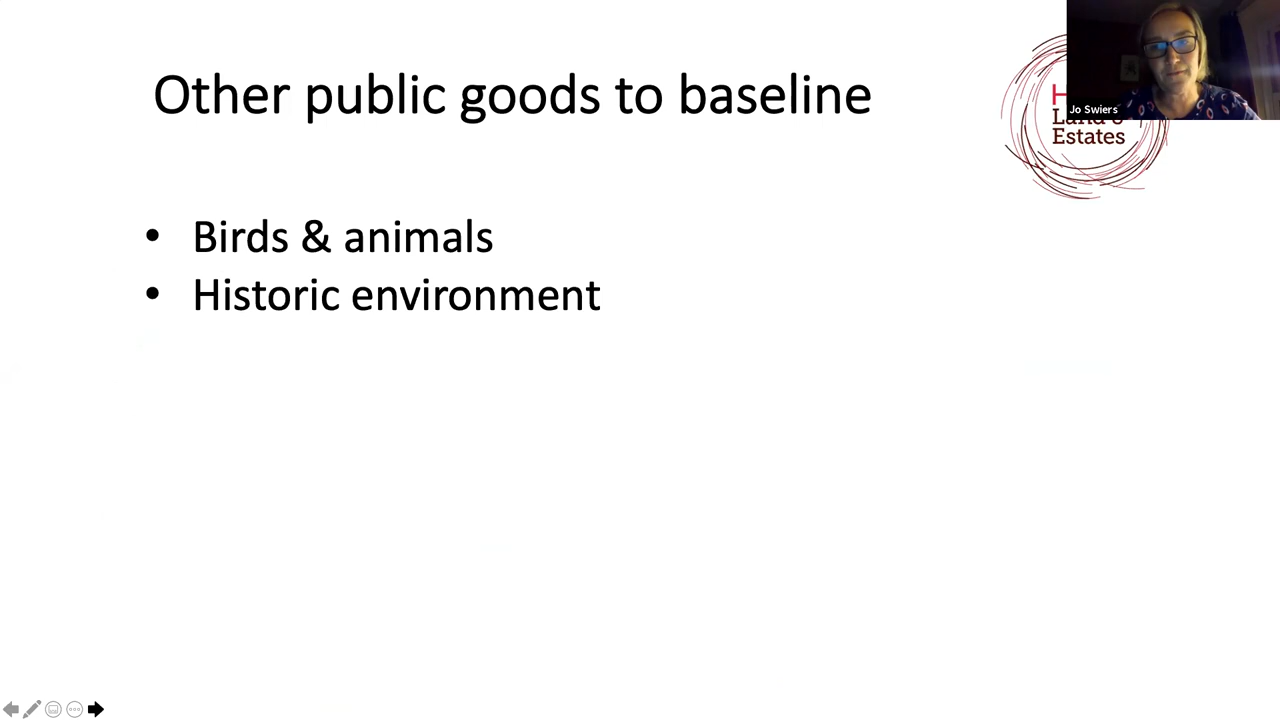 Other public goods to baseline
Jo Swiers
Estates
• Birds & animals
• Historic environment